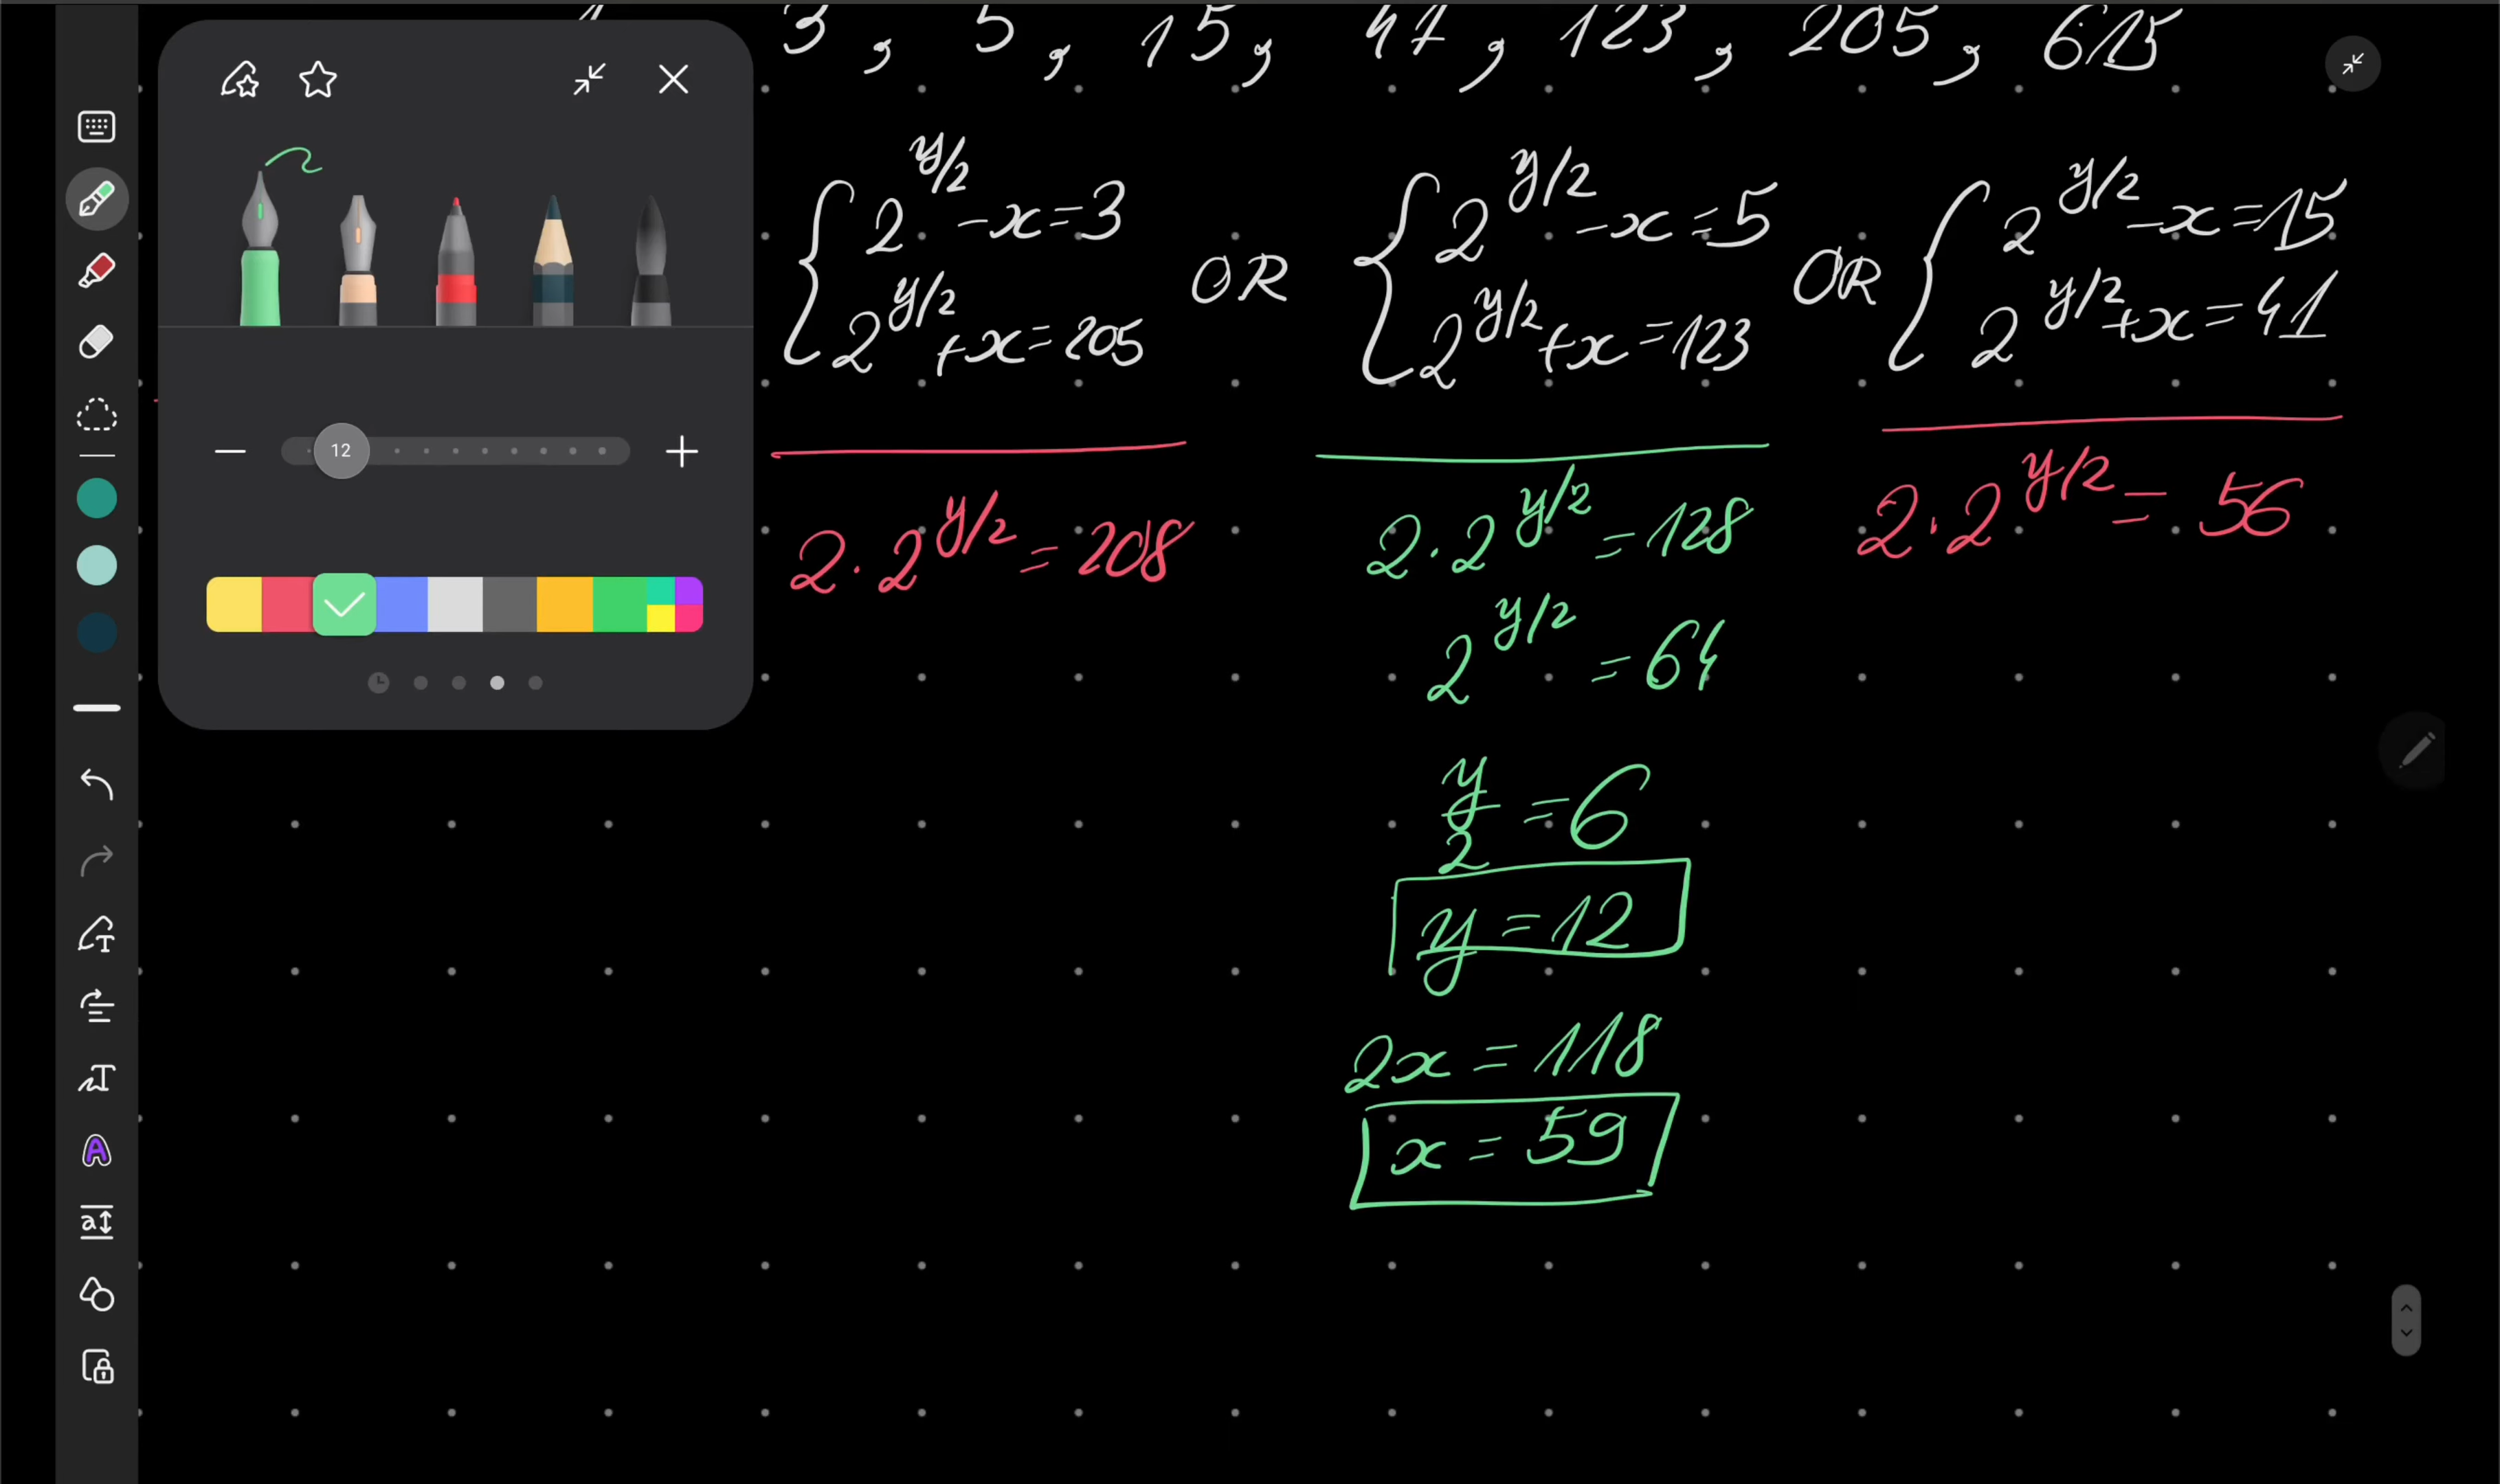 3, 5, 15, 41, 123, 205, 615
{ 2^{y/2} - x = 3
2^{y/2} + x = 205
OR
{ 2^{y/2} - x = 5
2^{y/2} + x = 123
OR
{ 2^{y/2} - x = 15
2^{y/2} + x = 41
2 · 2^{y/2} = 208
2 · 2^{y/2} = 128
2^{y/2} = 64
y/2 = 6
y = 12
2x = 118
x = 59
2 · 2^{y/2} = 56
12
T
T
A
a